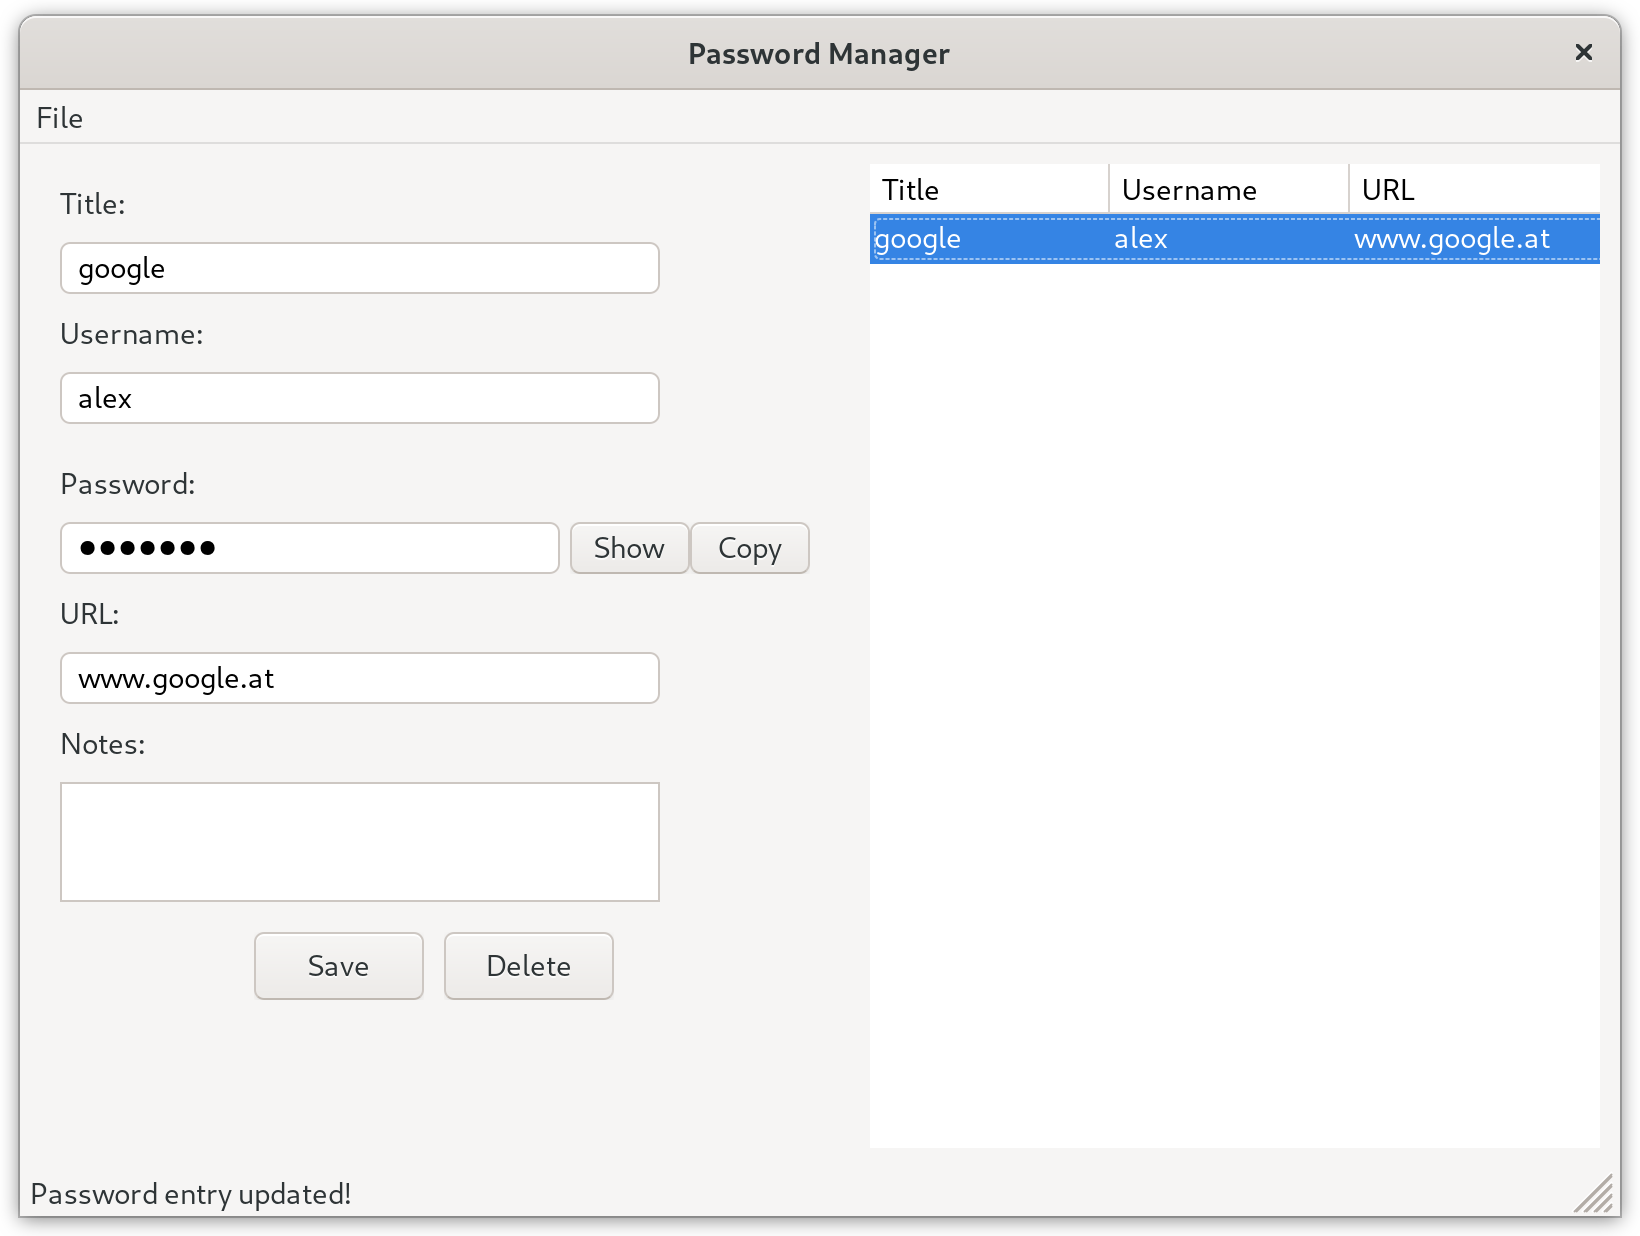 Password Manager
File
Title:
google
Username:
alex
Password:
●●●●●●●
Show
Copy
URL:
www.google.at
Notes:
Save
Delete
Title Username URL
google alex www.google.at
Password entry updated!